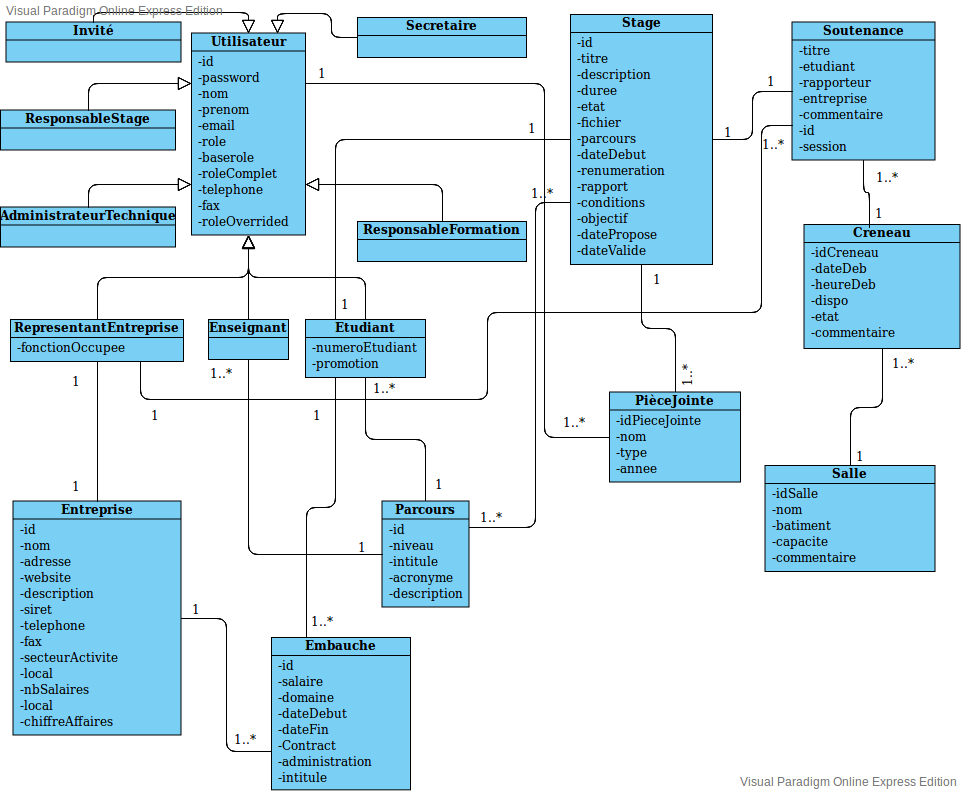 Visual Paradigm Online Express Edition
Invité
Secretaire
Utilisateur
-id
-password
-nom
-prenom
-email
-role
-baserole
-roleComplet
-telephone
-fax
-roleOverrided
ResponsableStage
AdministrateurTechnique
ResponsableFormation
Stage
-id
-titre
-description
-duree
-etat
-fichier
-parcours
-dateDebut
-renumeration
-rapport
-conditions
-objectif
-datePropose
-dateValide
Soutenance
-titre
-etudiant
-rapporteur
-entreprise
-commentaire
-id
-session
1
1
1
1
1..*
1..*
1..*
1
1
1
Creneau
-idCreneau
-dateDeb
-heureDeb
-dispo
-etat
-commentaire
RepresentantEntreprise
-fonctionOccupee
Enseignant
Etudiant
-numeroEtudiant
-promotion
1
1..*
1..*
1..*
1..*
1
1
1..*
PièceJointe
-idPieceJointe
-nom
-type
-annee
1
Salle
-idSalle
-nom
-batiment
-capacite
-commentaire
1
1
Entreprise
-id
-nom
-adresse
-website
-description
-siret
-telephone
-fax
-secteurActivite
-local
-nbSalaires
-local
-chiffreAffaires
Parcours
-id
-niveau
-intitule
-acronyme
-description
1..*
1
1
1..*
1..*
Embauche
-id
-salaire
-domaine
-dateDebut
-dateFin
-Contract
-administration
-intitule
Visual Paradigm Online Express Edition